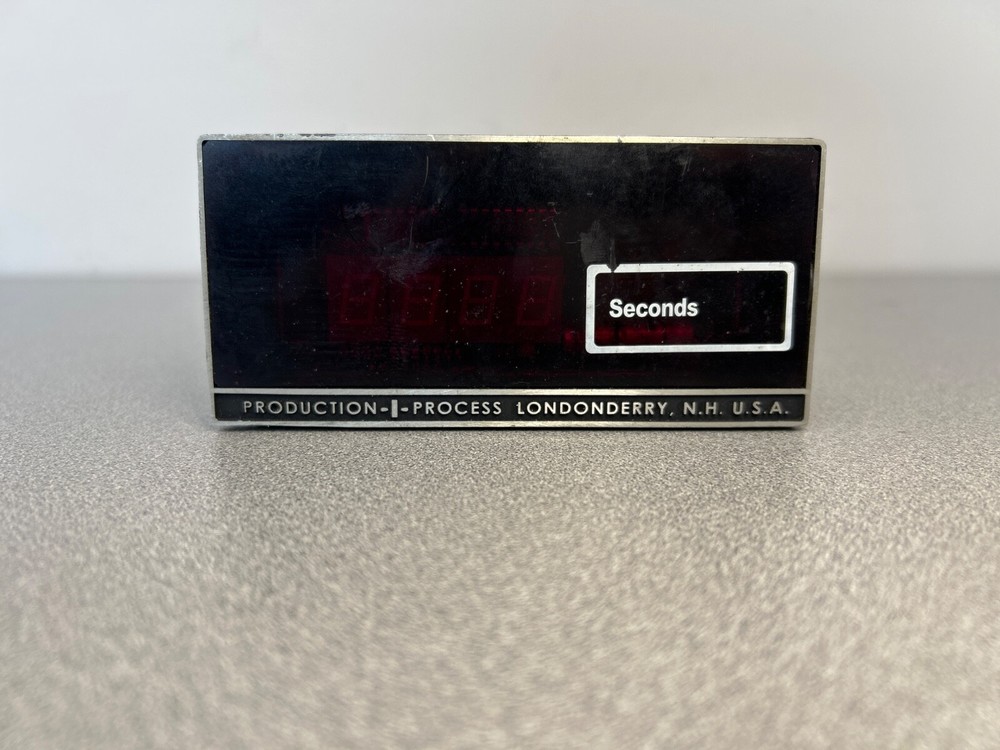 Seconds
PRODUCTION-I-PROCESS LONDONDERRY, N.H. U.S.A.